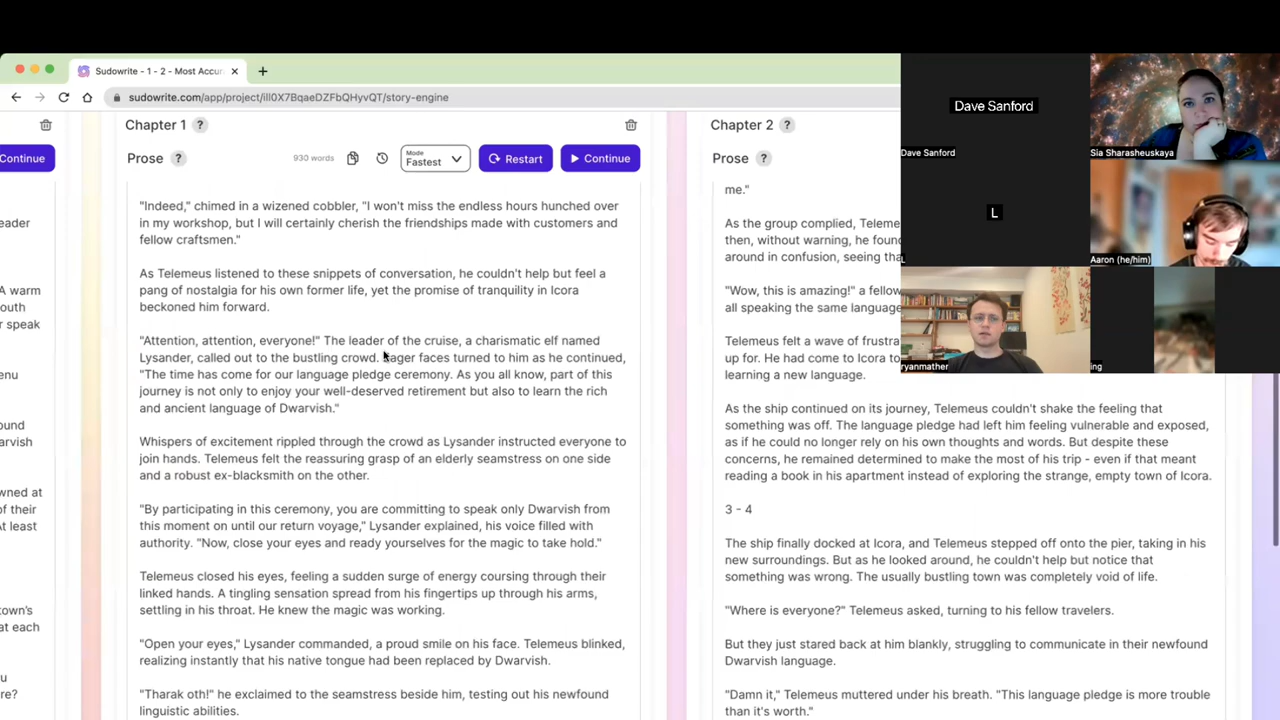 Sudowrite - 1 - 2 - Most Accur
sudowrite.com/app/project/ill0X7BqaeDZFbQHyvQT/story-engine
Continue
eader
A warm
outh
r speak
enu
ound
arvish
wned at
of their
At least
town's
at each
u
re?
Chapter 1 ?
Prose ?
930 words
Mode
Fastest
Restart
Continue
"Indeed," chimed in a wizened cobbler, "I won't miss the endless hours hunched over
in my workshop, but I will certainly cherish the friendships made with customers and
fellow craftsmen."
As Telemeus listened to these snippets of conversation, he couldn't help but feel a
pang of nostalgia for his own former life, yet the promise of tranquility in Icora
beckoned him forward.
"Attention, attention, everyone!" The leader of the cruise, a charismatic elf named
Lysander, called out to the bustling crowd. Eager faces turned to him as he continued,
"The time has come for our language pledge ceremony. As you all know, part of this
journey is not only to enjoy your well-deserved retirement but also to learn the rich
and ancient language of Dwarvish."
Whispers of excitement rippled through the crowd as Lysander instructed everyone to
join hands. Telemeus felt the reassuring grasp of an elderly seamstress on one side
and a robust ex-blacksmith on the other.
"By participating in this ceremony, you are committing to speak only Dwarvish from
this moment on until our return voyage," Lysander explained, his voice filled with
authority. "Now, close your eyes and ready yourselves for the magic to take hold."
Telemeus closed his eyes, feeling a sudden surge of energy coursing through their
linked hands. A tingling sensation spread from his fingertips up through his arms,
settling in his throat. He knew the magic was working.
"Open your eyes," Lysander commanded, a proud smile on his face. Telemeus blinked,
realizing instantly that his native tongue had been replaced by Dwarvish.
"Tharak oth!" he exclaimed to the seamstress beside him, testing out his newfound
linguistic abilities.
Chapter 2 ?
Prose ?
me."
As the group complied, Teleme
then, without warning, he foun
around in confusion, seeing tha
"Wow, this is amazing!" a fellow
all speaking the same language
Telemeus felt a wave of frustra
up for. He had come to Icora to
learning a new language.
As the ship continued on its journey, Telemeus couldn't shake the feeling that
something was off. The language pledge had left him feeling vulnerable and exposed,
as if he could no longer rely on his own thoughts and words. But despite these
concerns, he remained determined to make the most of his trip - even if that meant
reading a book in his apartment instead of exploring the strange, empty town of Icora.
3 - 4
The ship finally docked at Icora, and Telemeus stepped off onto the pier, taking in his
new surroundings. But as he looked around, he couldn't help but notice that
something was wrong. The usually bustling town was completely void of life.
"Where is everyone?" Telemeus asked, turning to his fellow travelers.
But they just stared back at him blankly, struggling to communicate in their newfound
Dwarvish language.
"Damn it," Telemeus muttered under his breath. "This language pledge is more trouble
than it's worth."
Dave Sanford
Dave Sanford
Sia Sharasheuskaya
L
L
Aaron (he/him)
ryanmather
ing